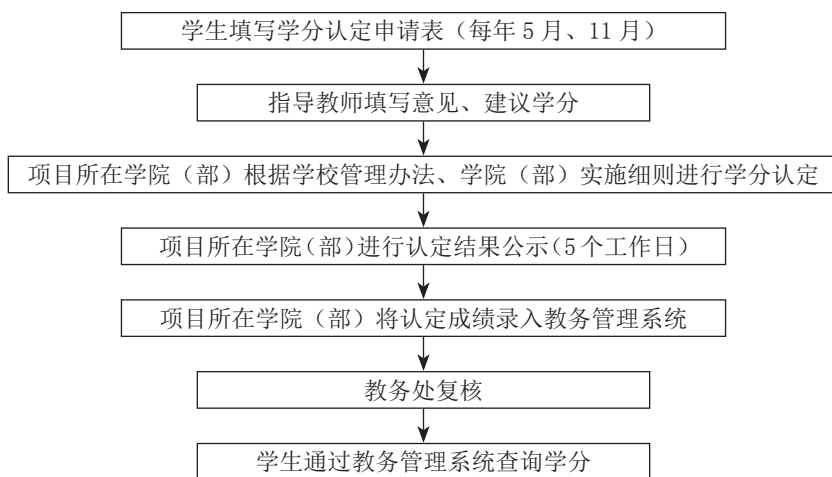 学生填写学分认定申请表（每年 5 月、11 月）
指导教师填写意见、建议学分
项目所在学院（部）根据学校管理办法、学院（部）实施细则进行学分认定
项目所在学院（部）进行认定结果公示（5 个工作日）
项目所在学院（部）将认定成绩录入教务管理系统
教务处复核
学生通过教务管理系统查询学分